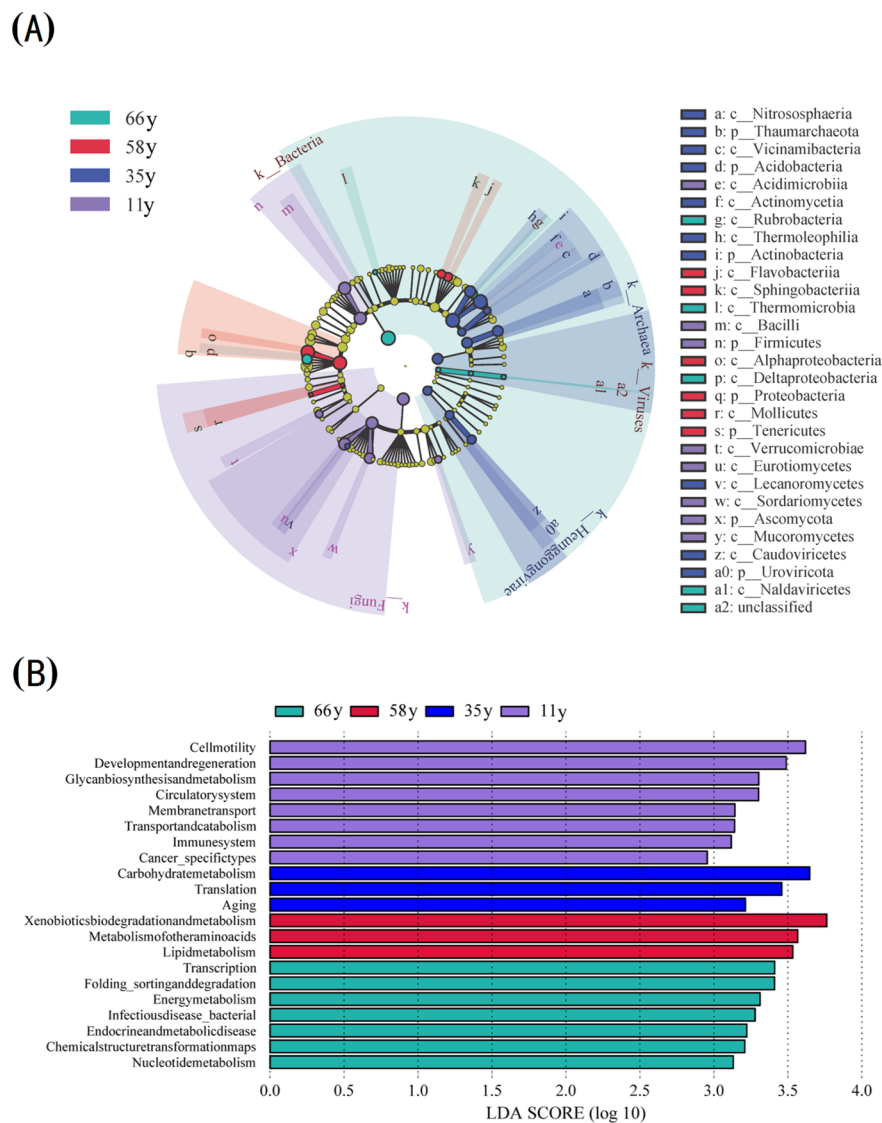 (A)
66y
58y
35y
11y
k__Bacteria
n
m
l
k
j
h
g
i
f
e
c
d
b
a
k__Archaea
k__Viruses
a2
a1
z
a0
k__Heunggongvirae
y
k__Fungi
w
x
v
u
t
r
s
o
p
q
a: c__Nitrososphaeria
b: p__Thaumarchaeota
c: c__Vicinamibacteria
d: p__Acidobacteria
e: c__Acidimicrobiia
f: c__Actinomycetia
g: c__Rubrobacteria
h: c__Thermoleophilia
i: p__Actinobacteria
j: c__Flavobacteriia
k: c__Sphingobacteriia
l: c__Thermomicrobia
m: c__Bacilli
n: p__Firmicutes
o: c__Alphaproteobacteria
p: c__Deltaproteobacteria
q: p__Proteobacteria
r: c__Mollicutes
s: p__Tenericutes
t: c__Verrucomicrobiae
u: c__Eurotiomycetes
v: c__Lecanoromycetes
w: c__Sordariomycetes
x: p__Ascomycota
y: c__Mucoromycetes
z: c__Caudoviricetes
a0: p__Uroviricota
a1: c__Naldaviricetes
a2: unclassified
(B)
66y 58y 35y 11y
Cellmotility
Developmentandregeneration
Glycanbiosynthesisandmetabolism
Circulatorysystem
Membranetransport
Transportandcatabolism
Immunesystem
Cancer_specifictypes
Carbohydratemetabolism
Translation
Aging
Xenobioticsbiodegradationandmetabolism
Metabolismofotheraminoacids
Lipidmetabolism
Transcription
Folding_sortinganddegradation
Energymetabolism
Infectiousdisease_bacterial
Endocrineandmetabolicdisease
Chemicalstructuretransformationmaps
Nucleotidemetabolism
0.0 0.5 1.0 1.5 2.0 2.5 3.0 3.5 4.0
LDA SCORE (log 10)